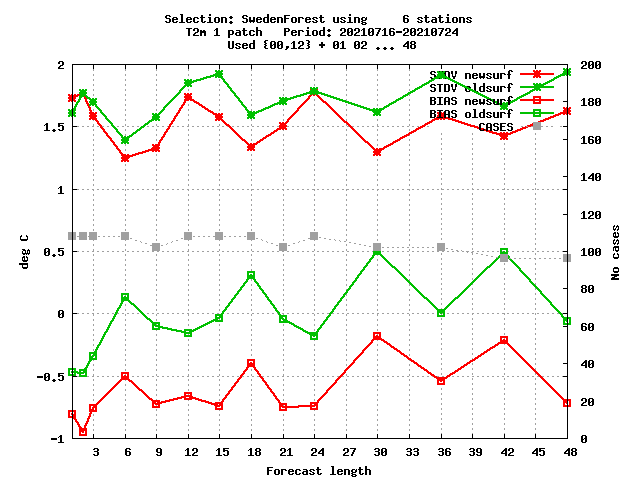 Selection: SwedenForest using     6 stations
T2m 1 patch   Period: 20210716-20210724
Used {00,12} + 01 02 ... 48
2
1.5
1
0.5
0
-0.5
-1
deg C
200
180
160
140
120
100
80
60
40
20
0
No cases
STDV newsurf
STDV oldsurf
BIAS newsurf
BIAS oldsurf
CASES
3 6 9 12 15 18 21 24 27 30 33 36 39 42 45 48
Forecast length